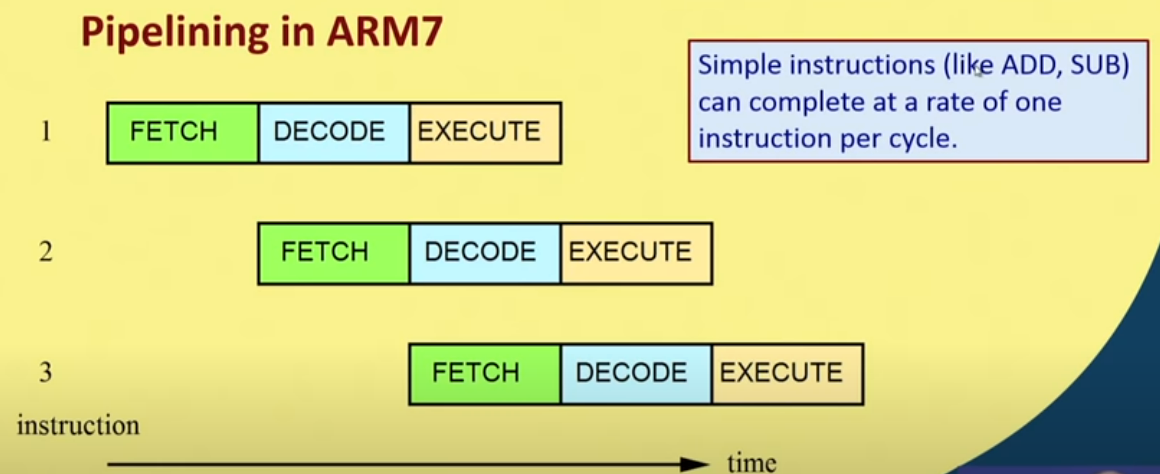 Pipelining in ARM7
Simple instructions (like ADD, SUB)
can complete at a rate of one
instruction per cycle.
1 FETCH DECODE EXECUTE
2 FETCH DECODE EXECUTE
3 FETCH DECODE EXECUTE
instruction
time